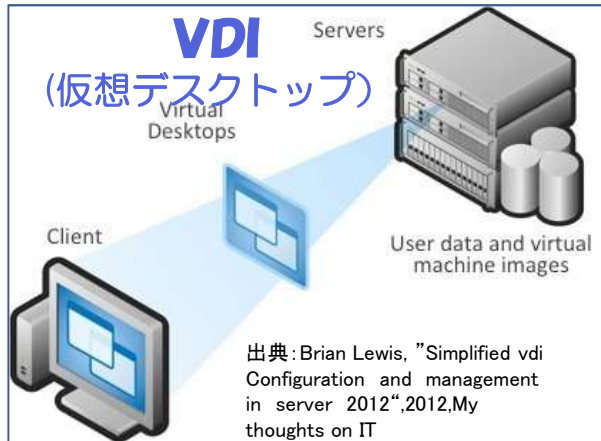 VDI
(仮想デスクトップ)
Servers
Virtual
Desktops
Client
User data and virtual
machine images
出典:Brian Lewis, ”Simplified vdi
Configuration and management
in server 2012“,2012,My
thoughts on IT